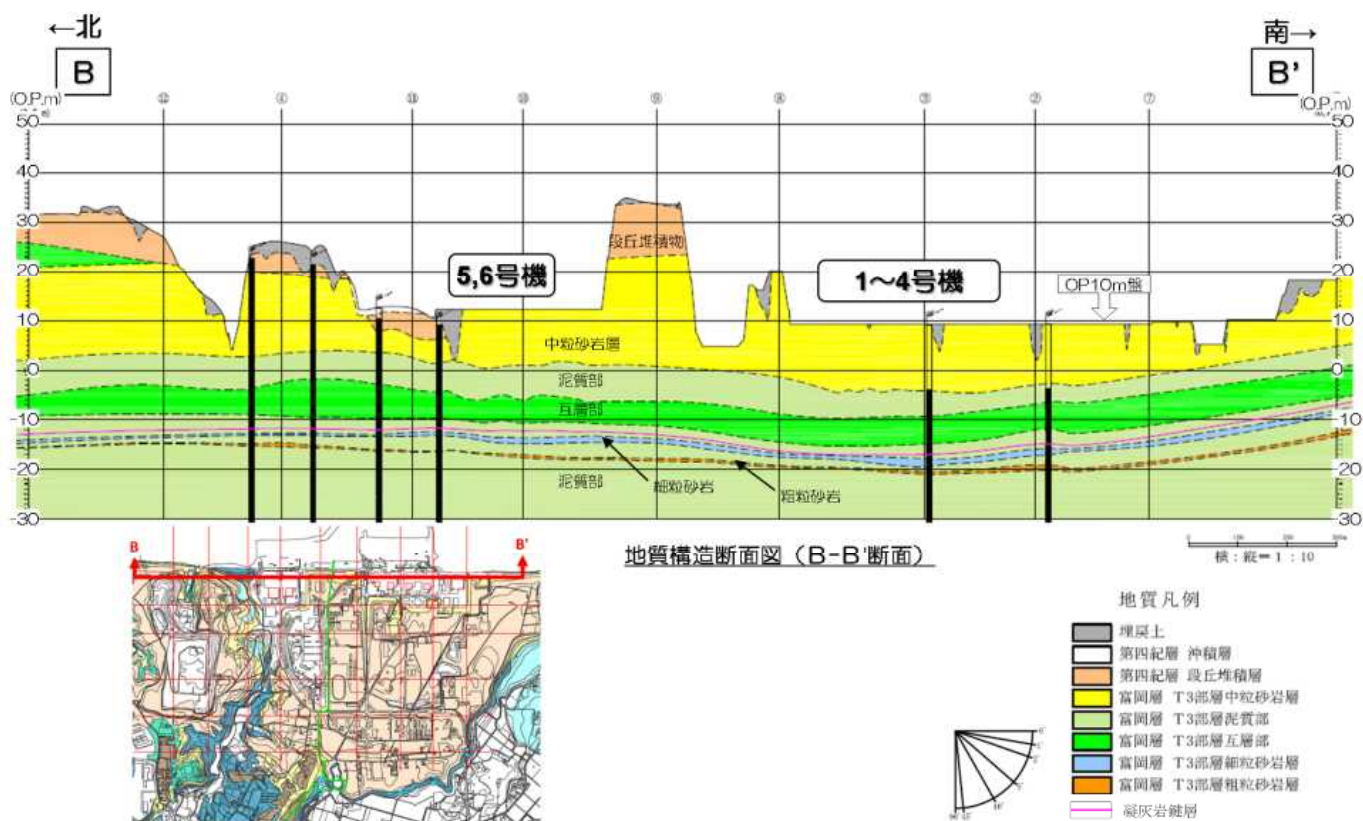 ←北
南→
B
B'
(O.P.m)
(O.P.m)
50
40
30
20
10
0
-10
-20
-30
50
40
30
20
10
0
-10
-20
-30
段丘堆積物
5,6号機
1～4号機
OP10m盤
中粒砂岩層
泥質部
互層部
細粒砂岩
粗粒砂岩
泥質部
B
B'
地質構造断面図（B-B'断面）
横：縦＝1：10
地質凡例
埋戻土
第四紀層 沖積層
第四紀層 段丘堆積層
富岡層 T3部層中粒砂岩層
富岡層 T3部層泥質部
富岡層 T3部層互層部
富岡層 T3部層細粒砂岩層
富岡層 T3部層粗粒砂岩層
凝灰岩鍵層